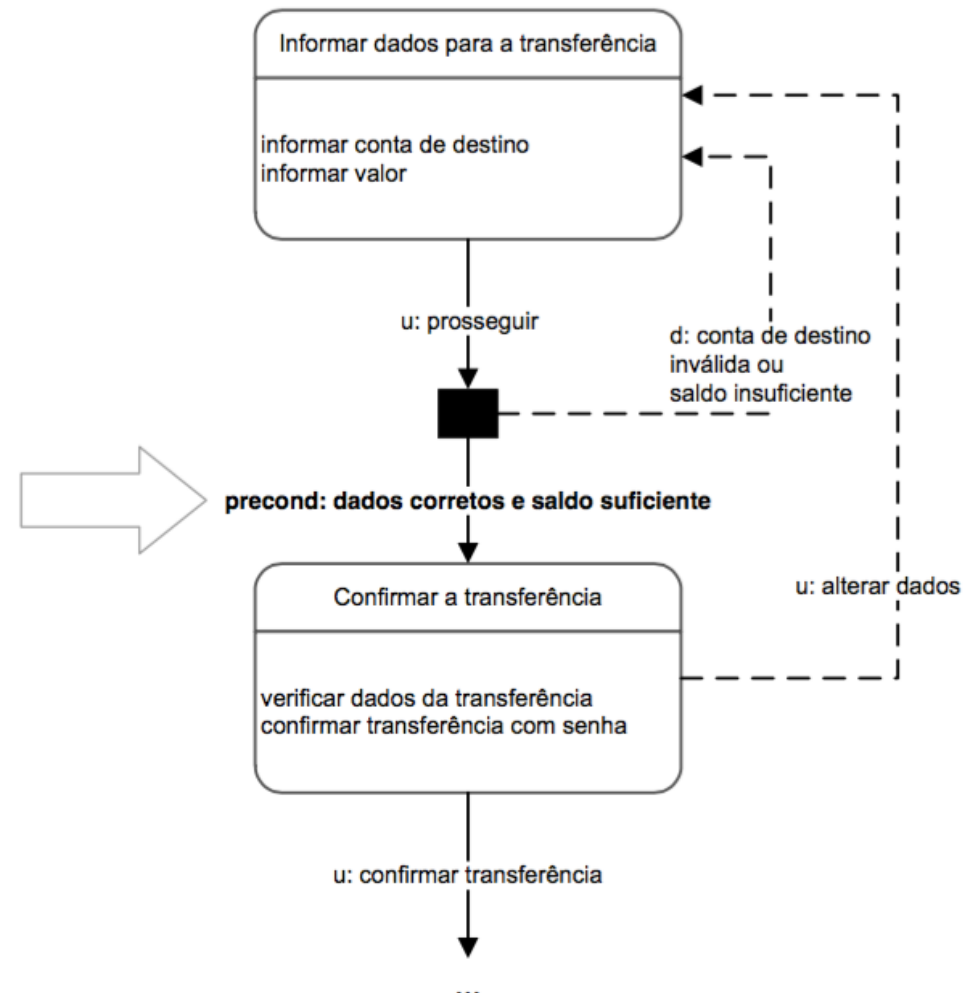 Informar dados para a transferência
informar conta de destino
informar valor
u: prosseguir
d: conta de destino
inválida ou
saldo insuficiente
precond: dados corretos e saldo suficiente
u: alterar dados
Confirmar a transferência
verificar dados da transferência
confirmar transferência com senha
u: confirmar transferência
...